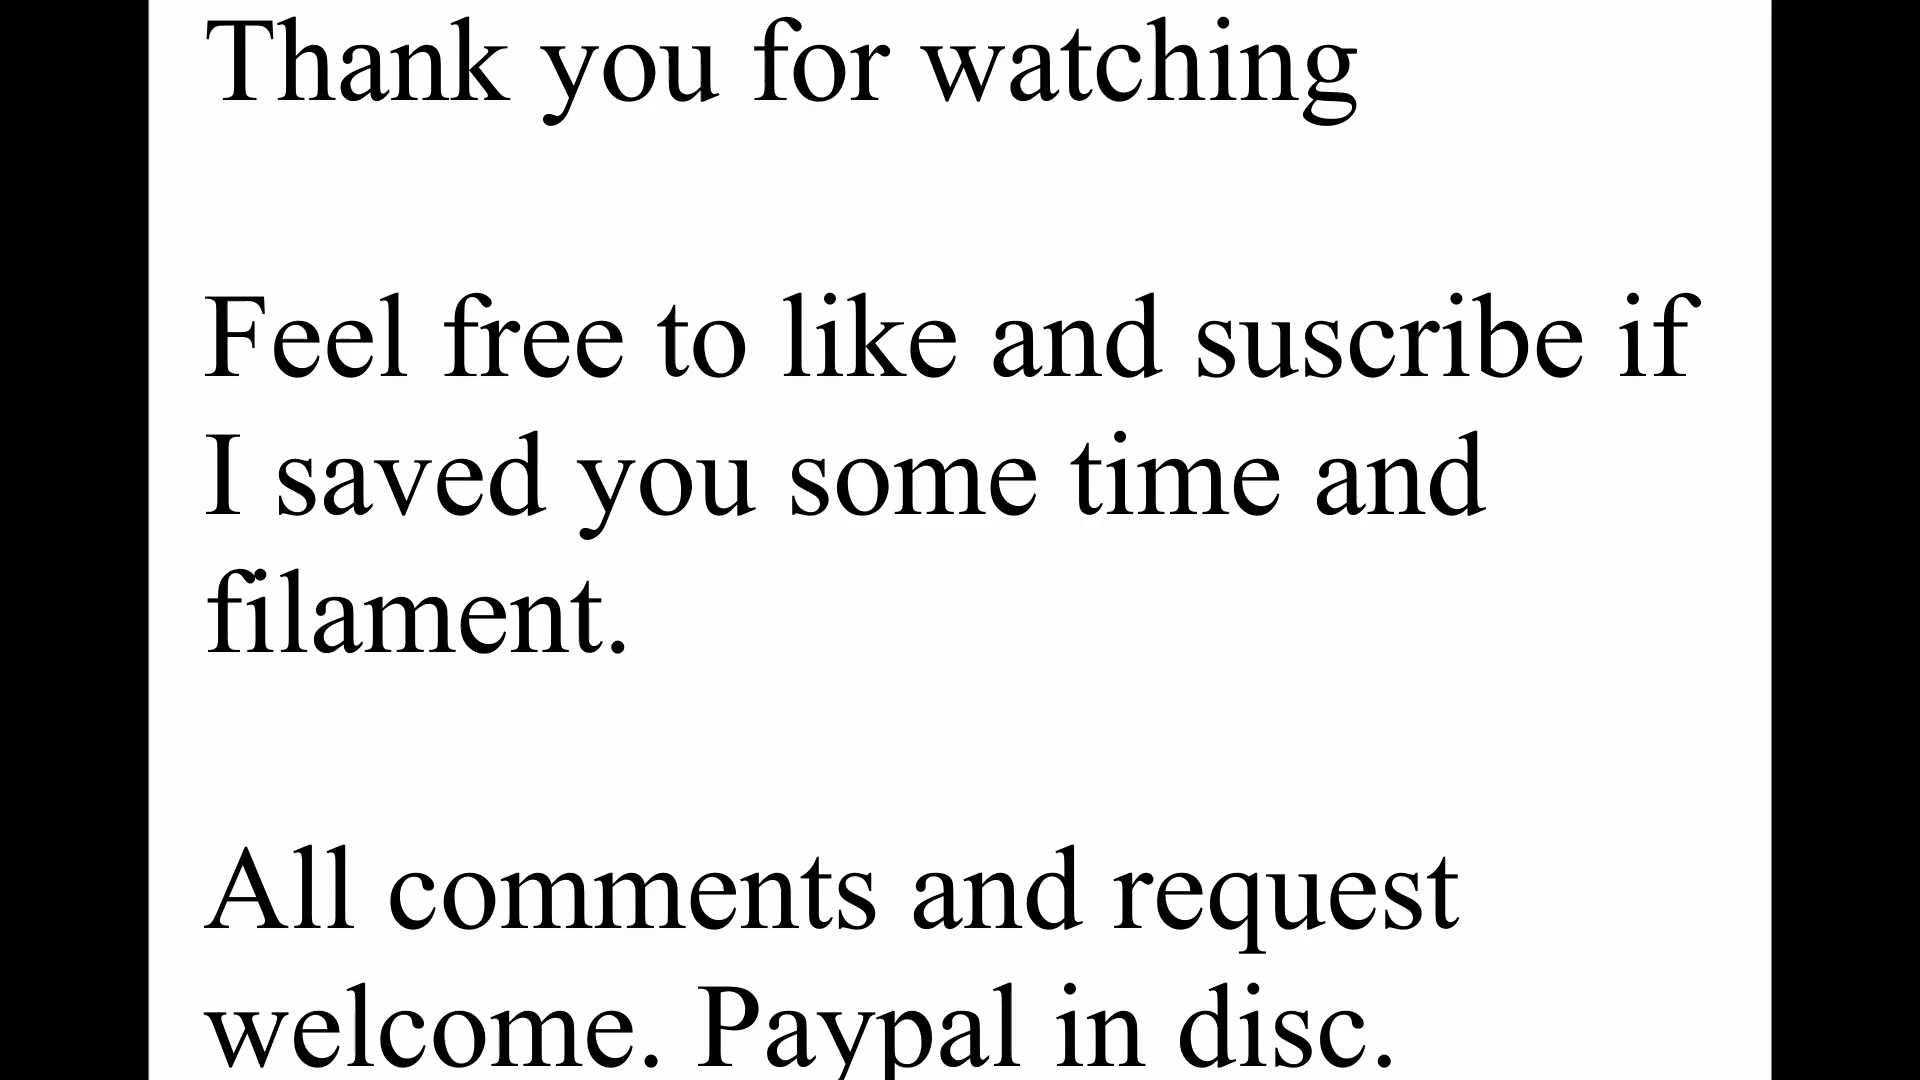 Thank you for watching
Feel free to like and suscribe if
I saved you some time and
filament.
All comments and request
welcome. Paypal in disc.